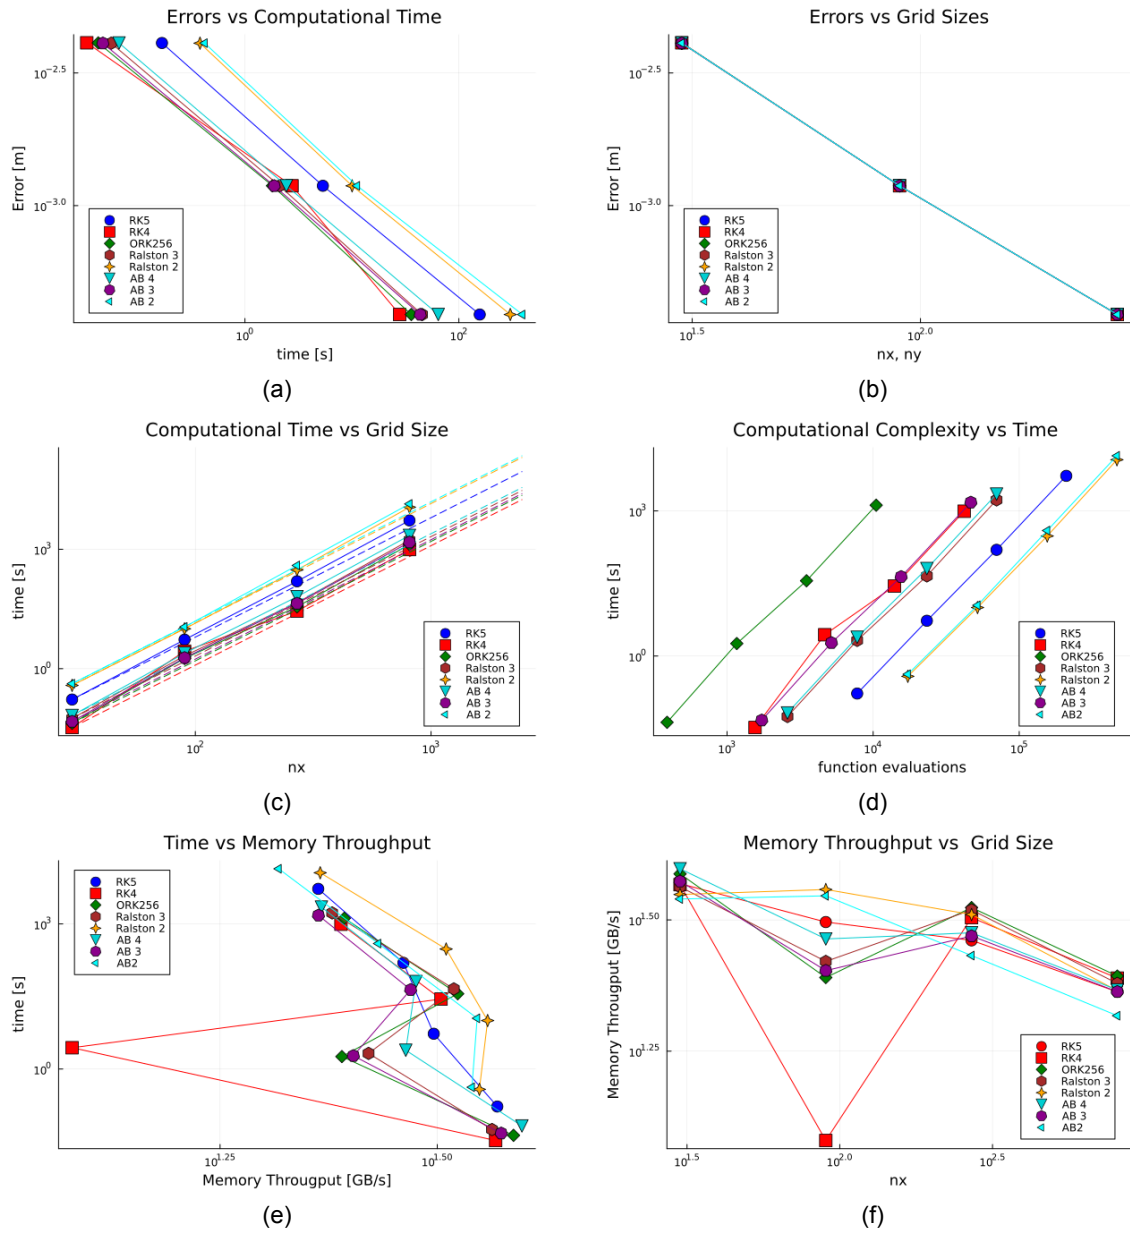 Errors vs Computational Time
Error [m]
10^-2.5
10^-3.0
RK5
RK4
ORK256
Ralston 3
Ralston 2
AB 4
AB 3
AB 2
10^0
10^2
time [s]
(a)
Errors vs Grid Sizes
Error [m]
10^-2.5
10^-3.0
RK5
RK4
ORK256
Ralston 3
Ralston 2
AB 4
AB 3
AB 2
10^1.5
10^2.0
nx, ny
(b)
Computational Time vs Grid Size
time [s]
10^3
10^0
RK5
RK4
ORK256
Ralston 3
Ralston 2
AB 4
AB 3
AB 2
10^2
10^3
nx
(c)
Computational Complexity vs Time
time [s]
10^3
10^0
RK5
RK4
ORK256
Ralston 3
Ralston 2
AB 4
AB 3
AB2
10^3
10^4
10^5
function evaluations
(d)
Time vs Memory Throughput
time [s]
10^3
10^0
RK5
RK4
ORK256
Ralston 3
Ralston 2
AB 4
AB 3
AB2
10^1.25
10^1.50
Memory Througput [GB/s]
(e)
Memory Throughput vs  Grid Size
Memory Througput [GB/s]
10^1.50
10^1.25
RK5
RK4
ORK256
Ralston 3
Ralston 2
AB 4
AB 3
AB2
10^1.5
10^2.0
10^2.5
nx
(f)